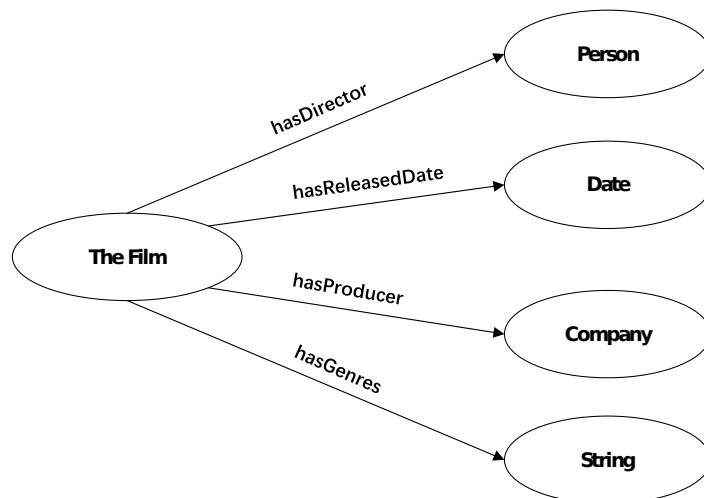 Person
hasDirector
hasReleasedDate
Date
The Film
hasProducer
Company
hasGenres
String